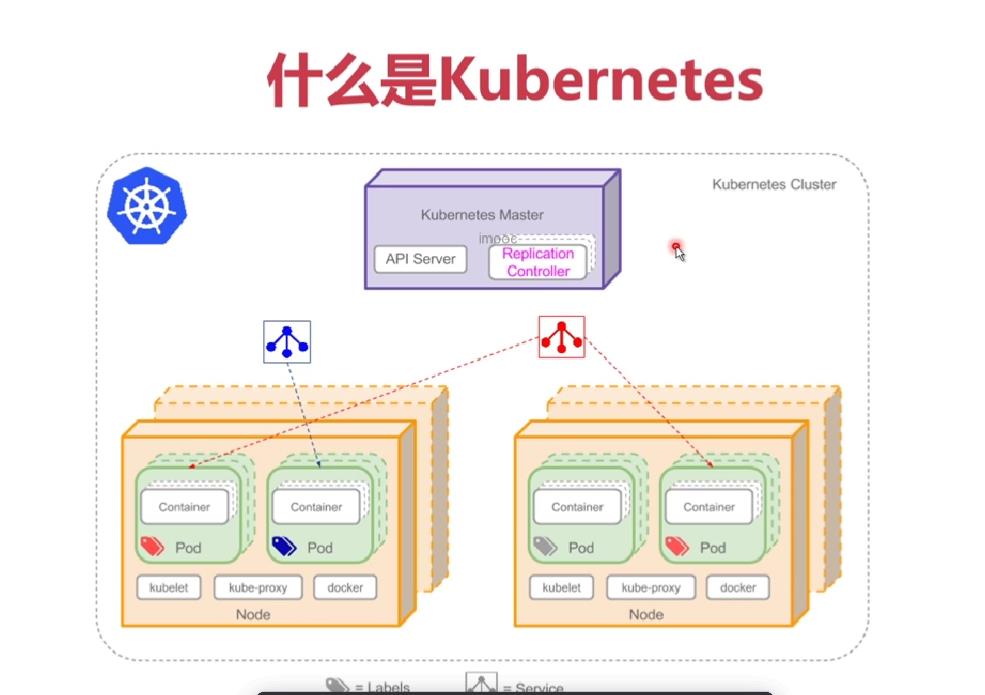 什么是Kubernetes
Kubernetes Cluster
Kubernetes Master
imooc
API Server
Replication
Controller
Container
Container
Container
Container
Pod
Pod
Pod
Pod
kubelet
kube-proxy
docker
kubelet
kube-proxy
docker
Node
Node
= Labels
= Service